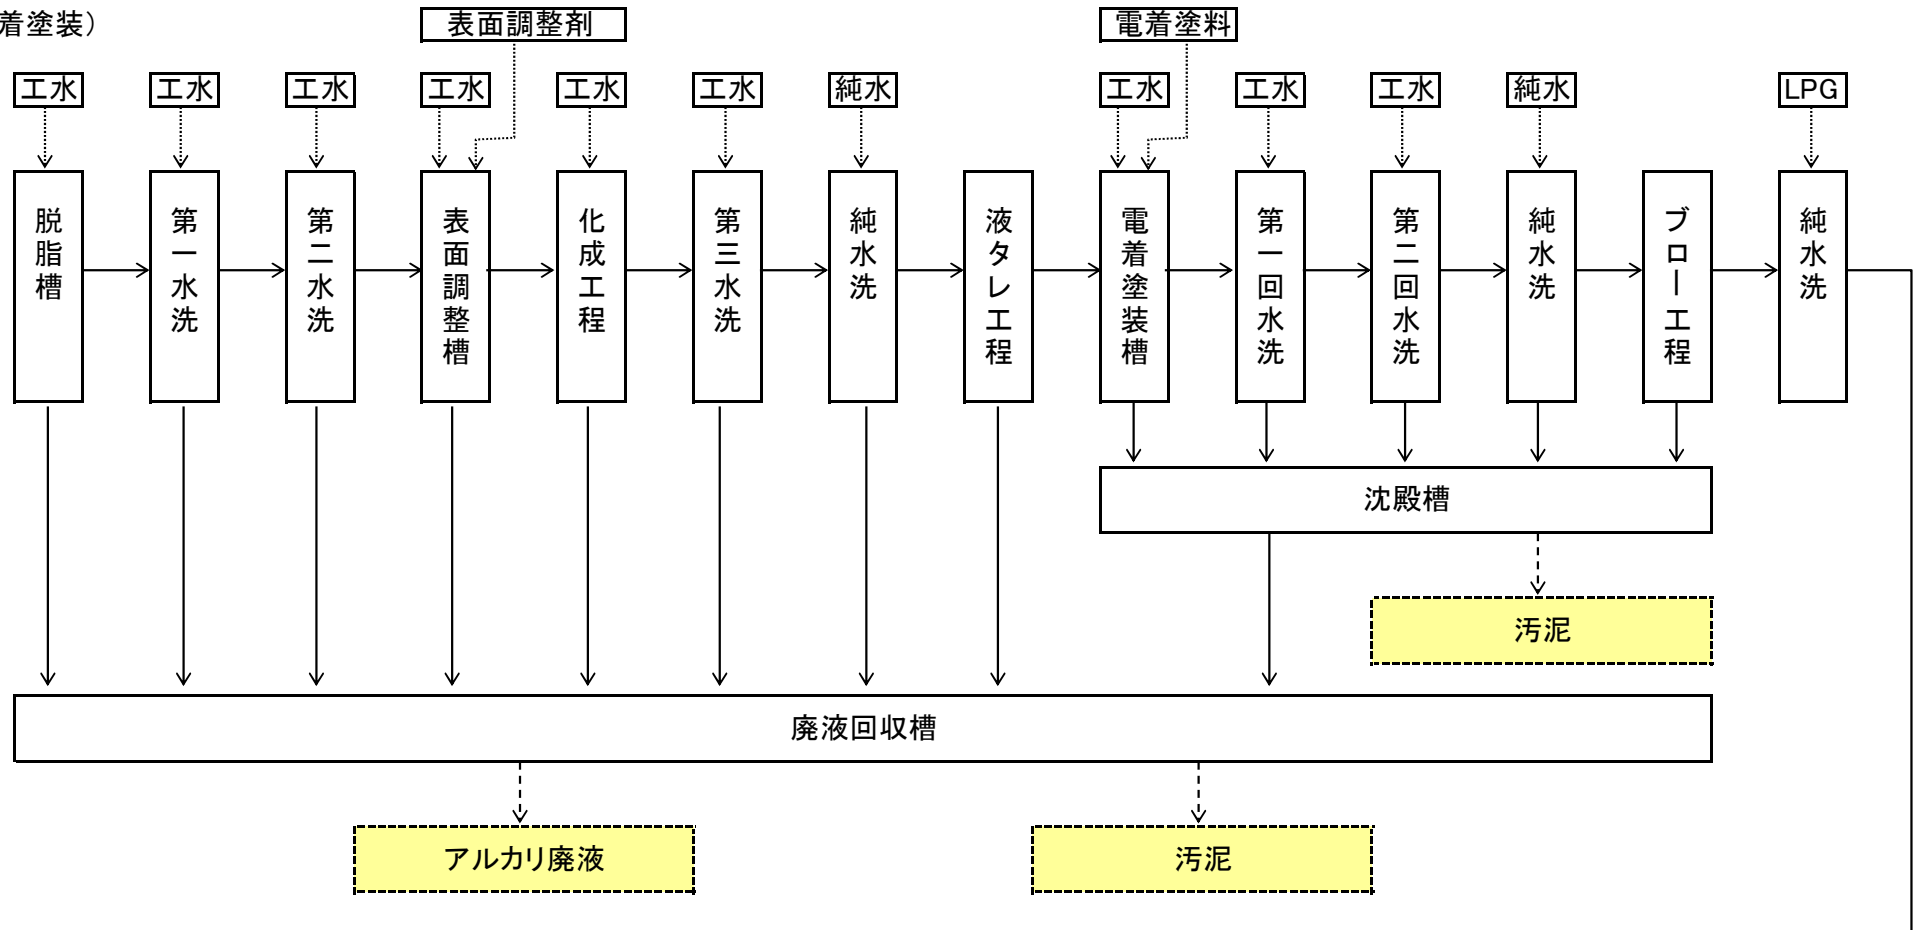 着塗装）
表面調整剤
電着塗料
工水
工水
工水
工水
工水
工水
純水
工水
工水
工水
純水
LPG
脱脂槽
第一水洗
第二水洗
表面調整槽
化成工程
第三水洗
純水洗
液タレ工程
電着塗装槽
第一回水洗
第二回水洗
純水洗
ブロー工程
純水洗
沈殿槽
汚泥
廃液回収槽
アルカリ廃液
汚泥